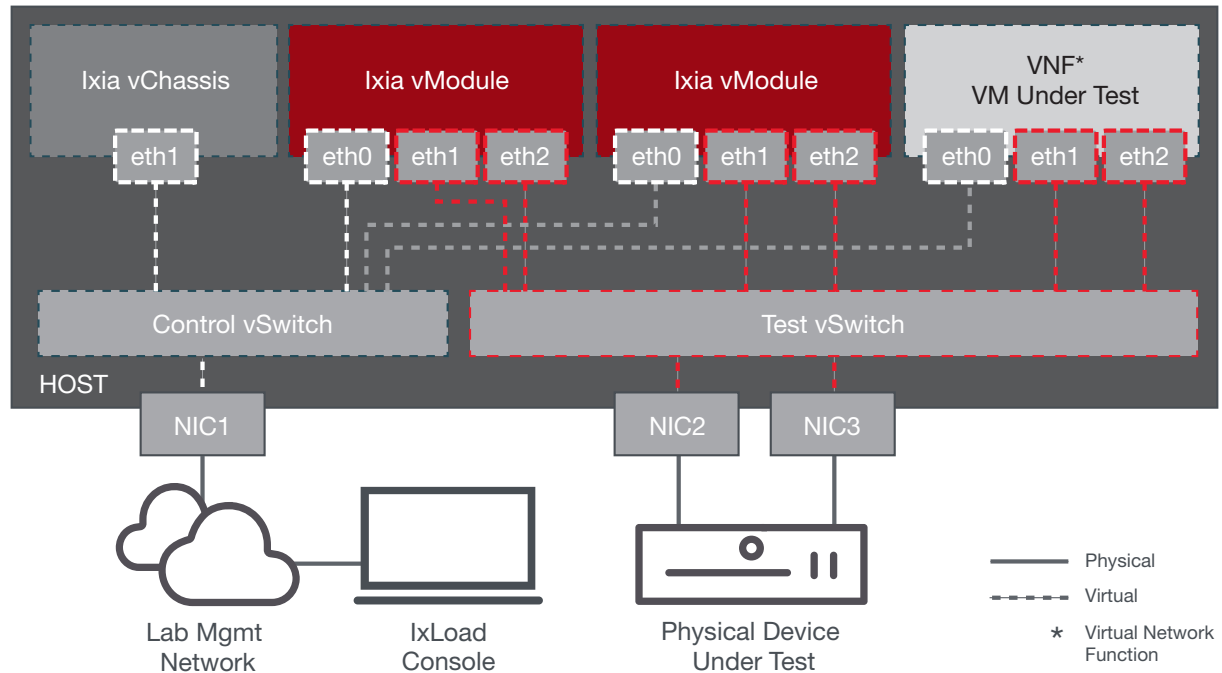 Ixia vChassis
eth1
Ixia vModule
eth0
eth1
eth2
Ixia vModule
eth0
eth1
eth2
VNF*
VM Under Test
eth0
eth1
eth2
Control vSwitch
Test vSwitch
HOST
NIC1
NIC2
NIC3
Lab Mgmt
Network
IxLoad
Console
Physical Device
Under Test
Physical
Virtual
* Virtual Network
Function